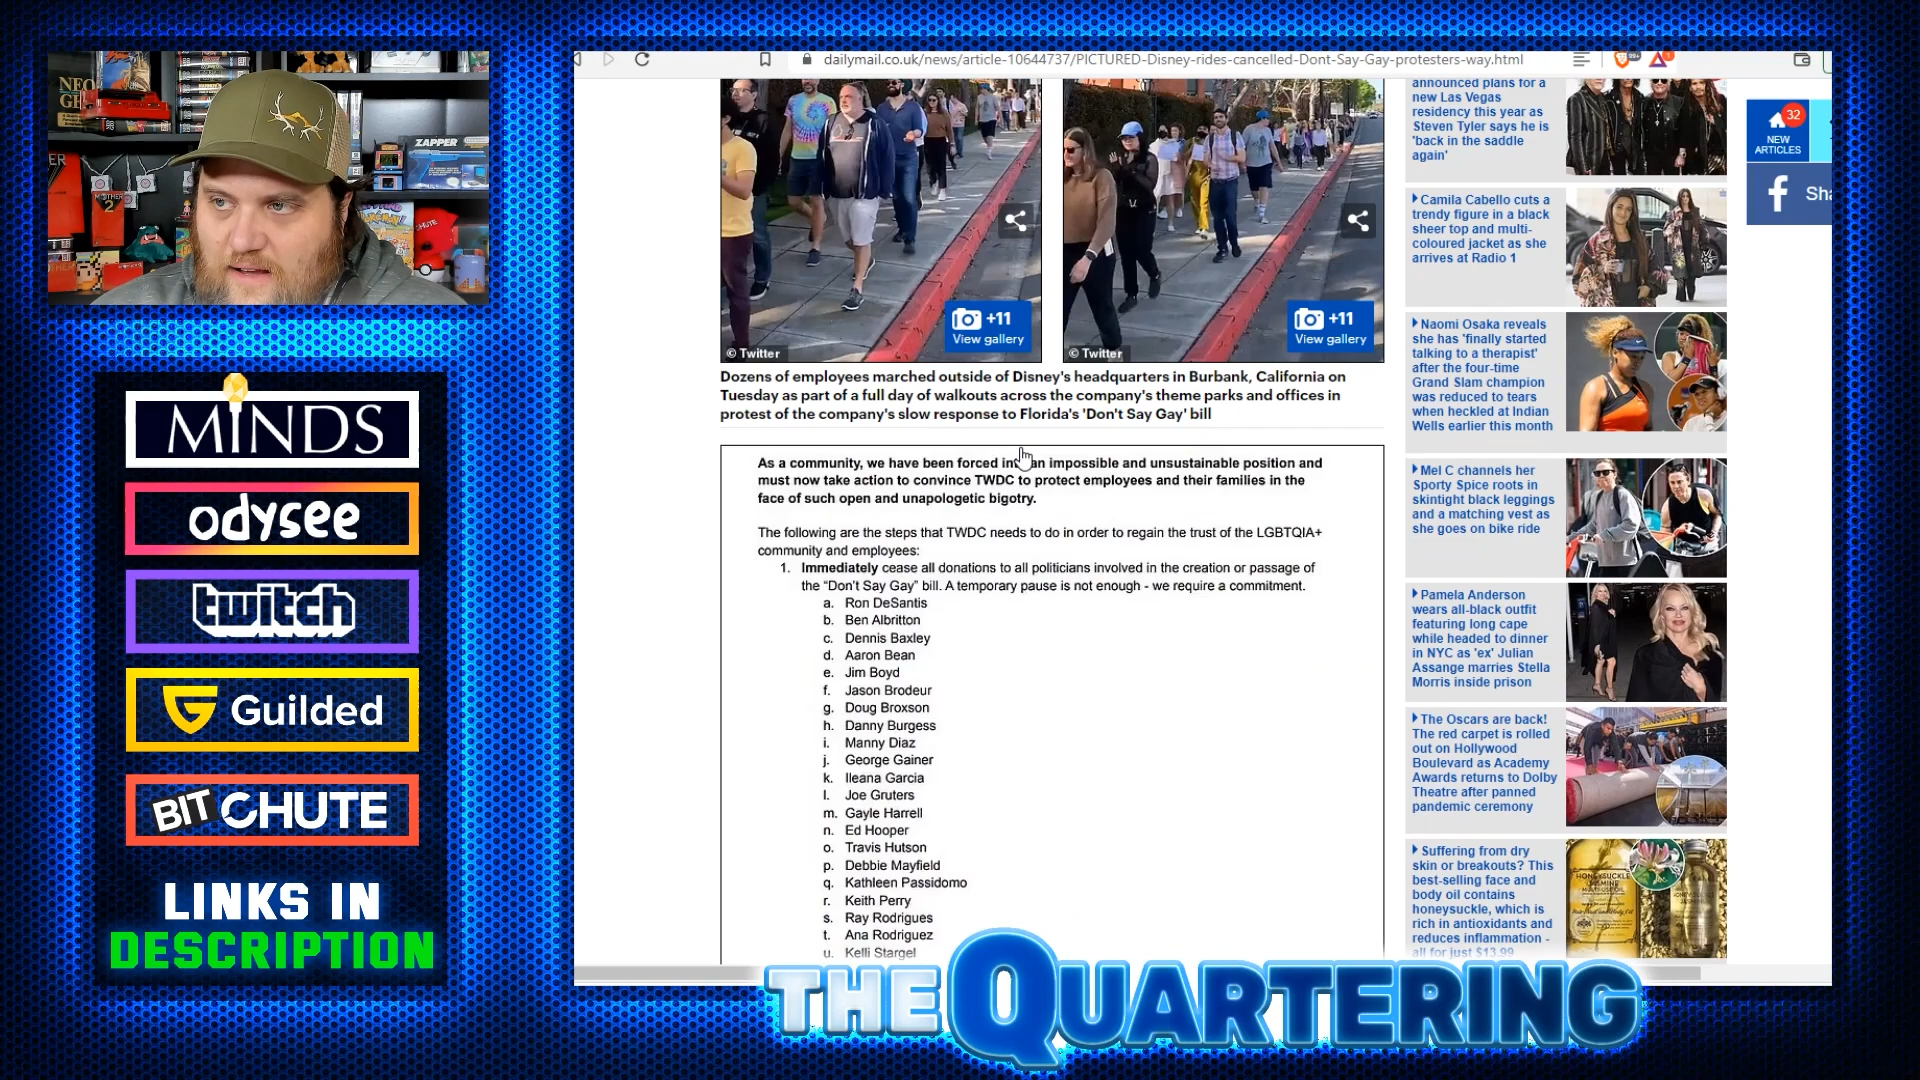 NEO
GE
ZAPPER
MOTHER
2
CHUTE
MINDS
odysee
twitch
Guilded
BITCHUTE
LINKS IN
DESCRIPTION
dailymail.co.uk/news/article-10644737/PICTURED-Disney-rides-cancelled-Dont-Say-Gay-protesters-way.html
99+
+11
View gallery
© Twitter
+11
View gallery
© Twitter
Dozens of employees marched outside of Disney's headquarters in Burbank, California on
Tuesday as part of a full day of walkouts across the company's theme parks and offices in
protest of the company's slow response to Florida's 'Don't Say Gay' bill
As a community, we have been forced into an impossible and unsustainable position and
must now take action to convince TWDC to protect employees and their families in the
face of such open and unapologetic bigotry.
The following are the steps that TWDC needs to do in order to regain the trust of the LGBTQIA+
community and employees:
1. Immediately cease all donations to all politicians involved in the creation or passage of
the “Don't Say Gay” bill. A temporary pause is not enough - we require a commitment.
a. Ron DeSantis
b. Ben Albritton
c. Dennis Baxley
d. Aaron Bean
e. Jim Boyd
f. Jason Brodeur
g. Doug Broxson
h. Danny Burgess
i. Manny Diaz
j. George Gainer
k. Ileana Garcia
l. Joe Gruters
m. Gayle Harrell
n. Ed Hooper
o. Travis Hutson
p. Debbie Mayfield
q. Kathleen Passidomo
r. Keith Perry
s. Ray Rodrigues
t. Ana Rodriguez
u. Kelli Stargel
announced plans for a
new Las Vegas
residency this year as
Steven Tyler says he is
'back in the saddle
again'
Camila Cabello cuts a
trendy figure in a black
sheer top and multi-
coloured jacket as she
arrives at Radio 1
Naomi Osaka reveals
she has 'finally started
talking to a therapist'
after the four-time
Grand Slam champion
was reduced to tears
when heckled at Indian
Wells earlier this month
Mel C channels her
Sporty Spice roots in
skintight black leggings
and a matching vest as
she goes on bike ride
Pamela Anderson
wears all-black outfit
featuring long cape
while headed to dinner
in NYC as 'ex' Julian
Assange marries Stella
Morris inside prison
The Oscars are back!
The red carpet is rolled
out on Hollywood
Boulevard as Academy
Awards returns to Dolby
Theatre after panned
pandemic ceremony
Suffering from dry
skin or breakouts? This
best-selling face and
body oil contains
honeysuckle, which is
rich in antioxidants and
reduces inflammation -
all for just $13.99
32
NEW
ARTICLES
f Sha
THE QUARTERING